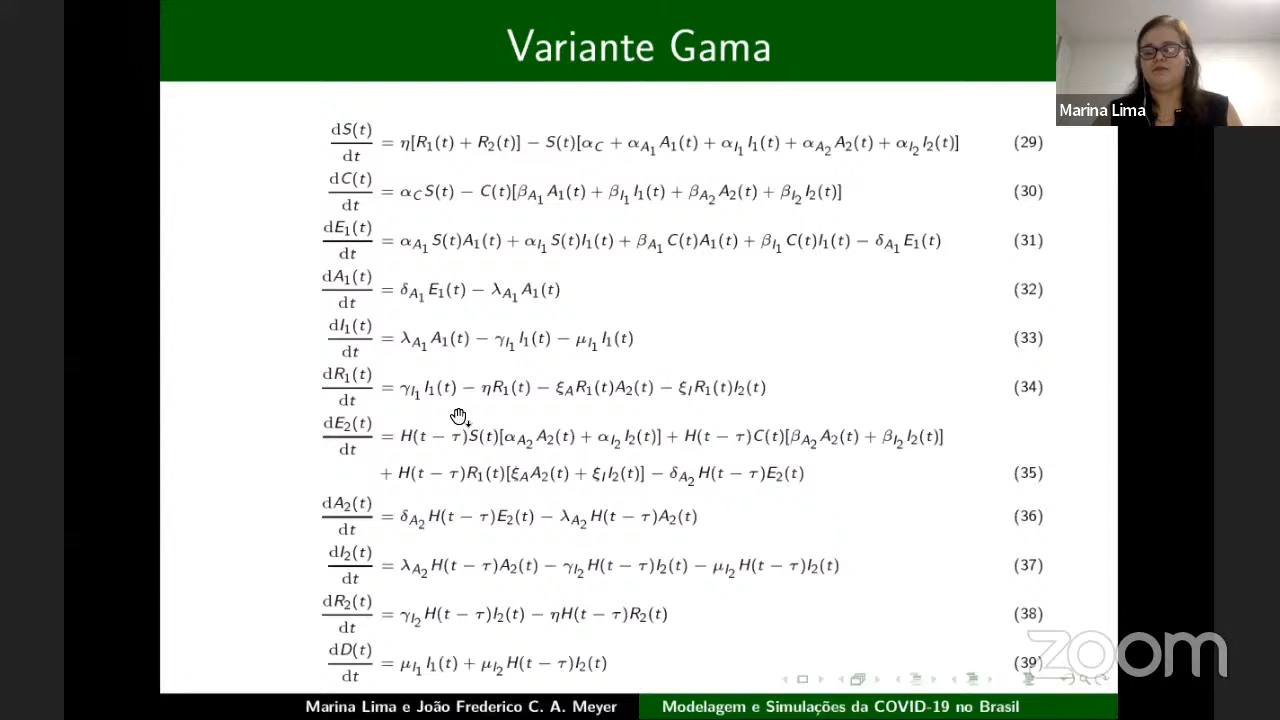 Variante Gama
Marina Lima
dS(t)/dt = η[R₁(t) + R₂(t)] − S(t)[α_C + α_{A₁}A₁(t) + α_{I₁}I₁(t) + α_{A₂}A₂(t) + α_{I₂}I₂(t)] (29)
dC(t)/dt = α_C S(t) − C(t)[β_{A₁}A₁(t) + β_{I₁}I₁(t) + β_{A₂}A₂(t) + β_{I₂}I₂(t)] (30)
dE₁(t)/dt = α_{A₁}S(t)A₁(t) + α_{I₁}S(t)I₁(t) + β_{A₁}C(t)A₁(t) + β_{I₁}C(t)I₁(t) − δ_{A₁}E₁(t) (31)
dA₁(t)/dt = δ_{A₁}E₁(t) − λ_{A₁}A₁(t) (32)
dI₁(t)/dt = λ_{A₁}A₁(t) − γ_{I₁}I₁(t) − μ_{I₁}I₁(t) (33)
dR₁(t)/dt = γ_{I₁}I₁(t) − ηR₁(t) − ξ_A R₁(t)A₂(t) − ξ_I R₁(t)I₂(t) (34)
dE₂(t)/dt = H(t − τ)S(t)[α_{A₂}A₂(t) + α_{I₂}I₂(t)] + H(t − τ)C(t)[β_{A₂}A₂(t) + β_{I₂}I₂(t)]
+ H(t − τ)R₁(t)[ξ_A A₂(t) + ξ_I I₂(t)] − δ_{A₂}H(t − τ)E₂(t) (35)
dA₂(t)/dt = δ_{A₂}H(t − τ)E₂(t) − λ_{A₂}H(t − τ)A₂(t) (36)
dI₂(t)/dt = λ_{A₂}H(t − τ)A₂(t) − γ_{I₂}H(t − τ)I₂(t) − μ_{I₂}H(t − τ)I₂(t) (37)
dR₂(t)/dt = γ_{I₂}H(t − τ)I₂(t) − ηH(t − τ)R₂(t) (38)
dD(t)/dt = μ_{I₁}I₁(t) + μ_{I₂}H(t − τ)I₂(t) (39)
zoom
Marina Lima e João Frederico C. A. Meyer Modelagem e Simulações da COVID-19 no Brasil